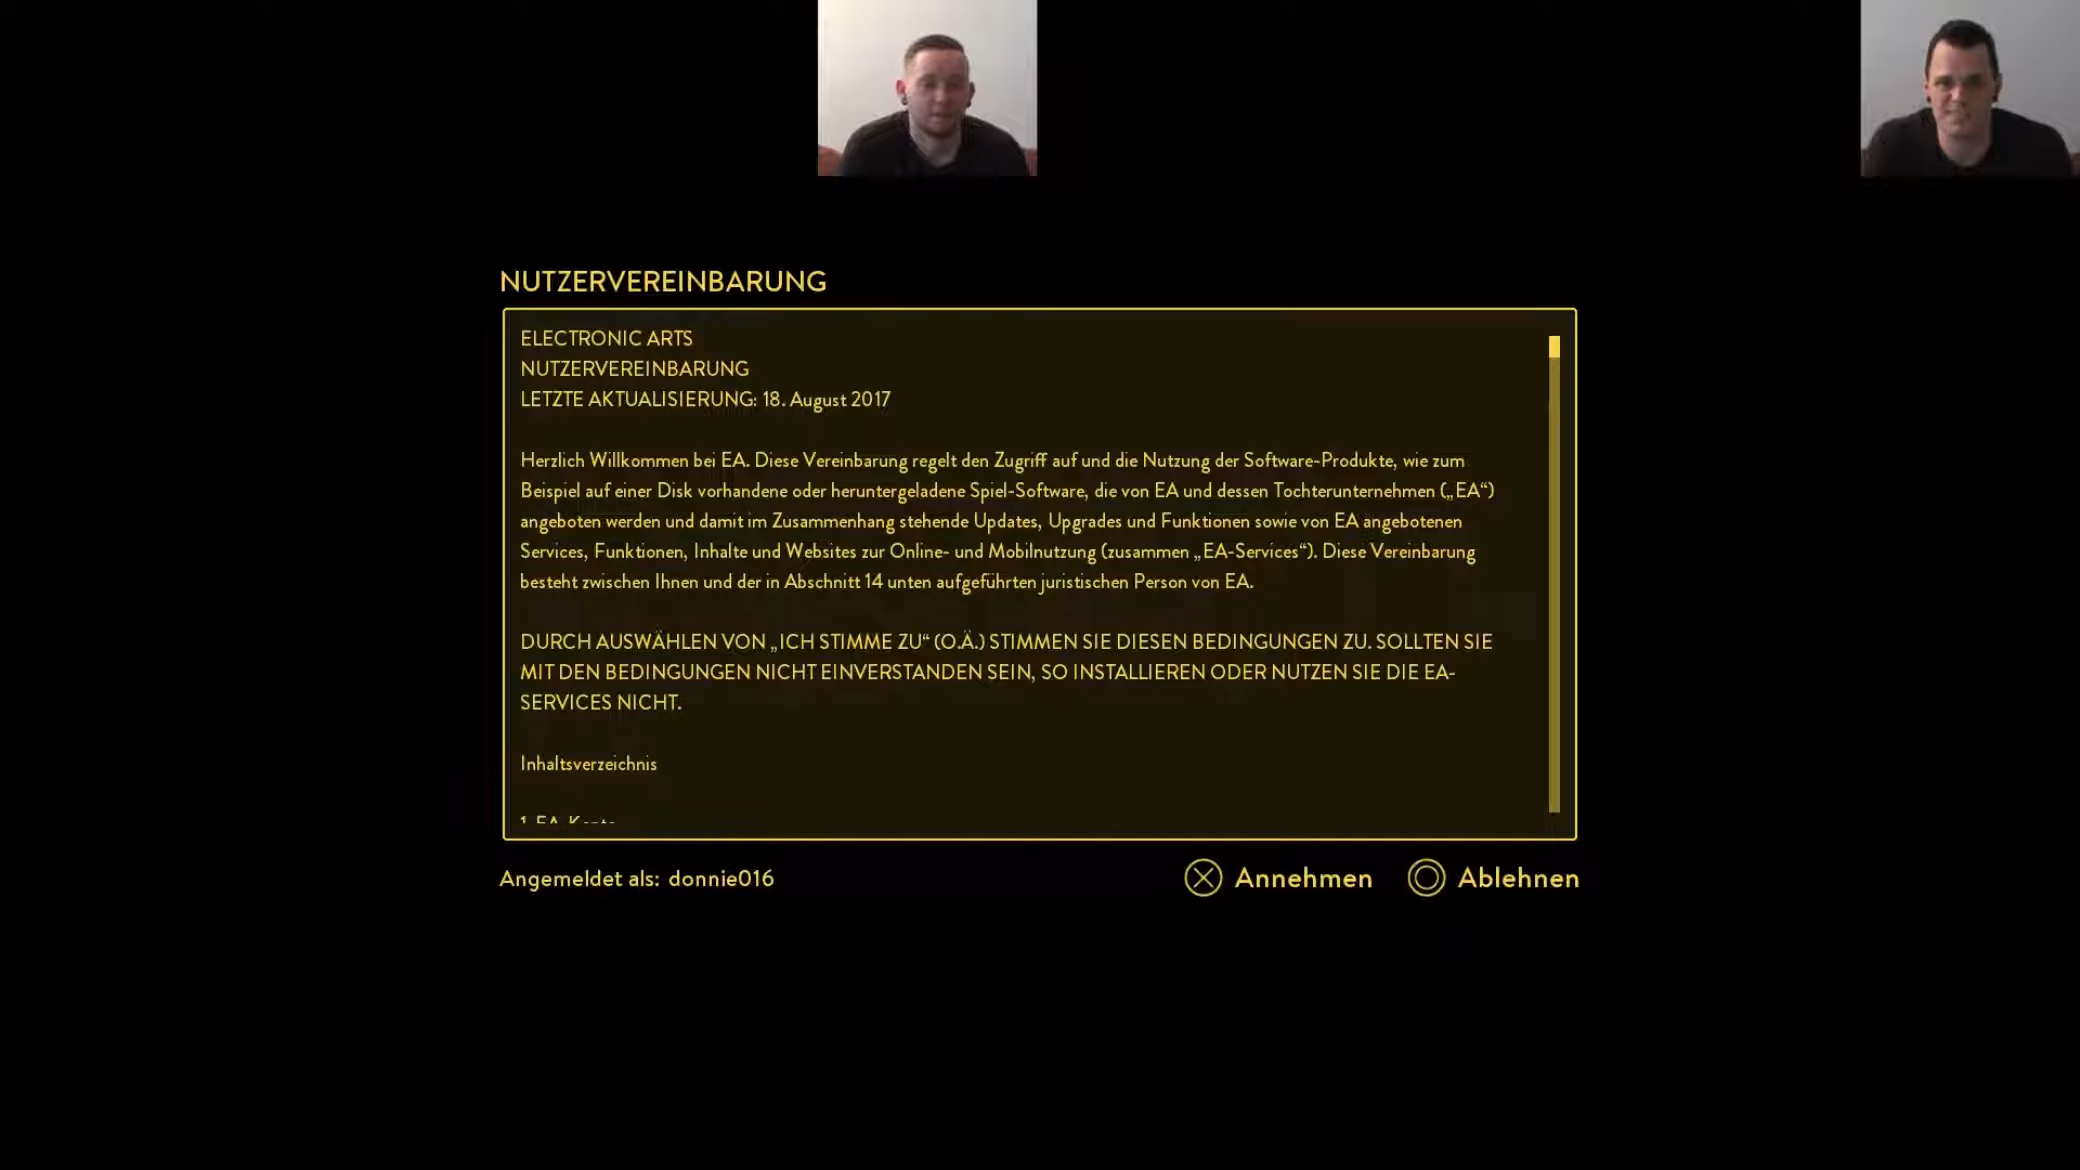 NUTZERVEREINBARUNG
ELECTRONIC ARTS
NUTZERVEREINBARUNG
LETZTE AKTUALISIERUNG: 18. August 2017
Herzlich Willkommen bei EA. Diese Vereinbarung regelt den Zugriff auf und die Nutzung der Software-Produkte, wie zum
Beispiel auf einer Disk vorhandene oder heruntergeladene Spiel-Software, die von EA und dessen Tochterunternehmen („EA“)
angeboten werden und damit im Zusammenhang stehende Updates, Upgrades und Funktionen sowie von EA angebotenen
Services, Funktionen, Inhalte und Websites zur Online- und Mobilnutzung (zusammen „EA-Services“). Diese Vereinbarung
besteht zwischen Ihnen und der in Abschnitt 14 unten aufgeführten juristischen Person von EA.
DURCH AUSWÄHLEN VON „ICH STIMME ZU“ (O.Ä.) STIMMEN SIE DIESEN BEDINGUNGEN ZU. SOLLTEN SIE
MIT DEN BEDINGUNGEN NICHT EINVERSTANDEN SEIN, SO INSTALLIEREN ODER NUTZEN SIE DIE EA-
SERVICES NICHT.
Inhaltsverzeichnis
1. EA-Konto
Angemeldet als: donnie016
Annehmen
Ablehnen